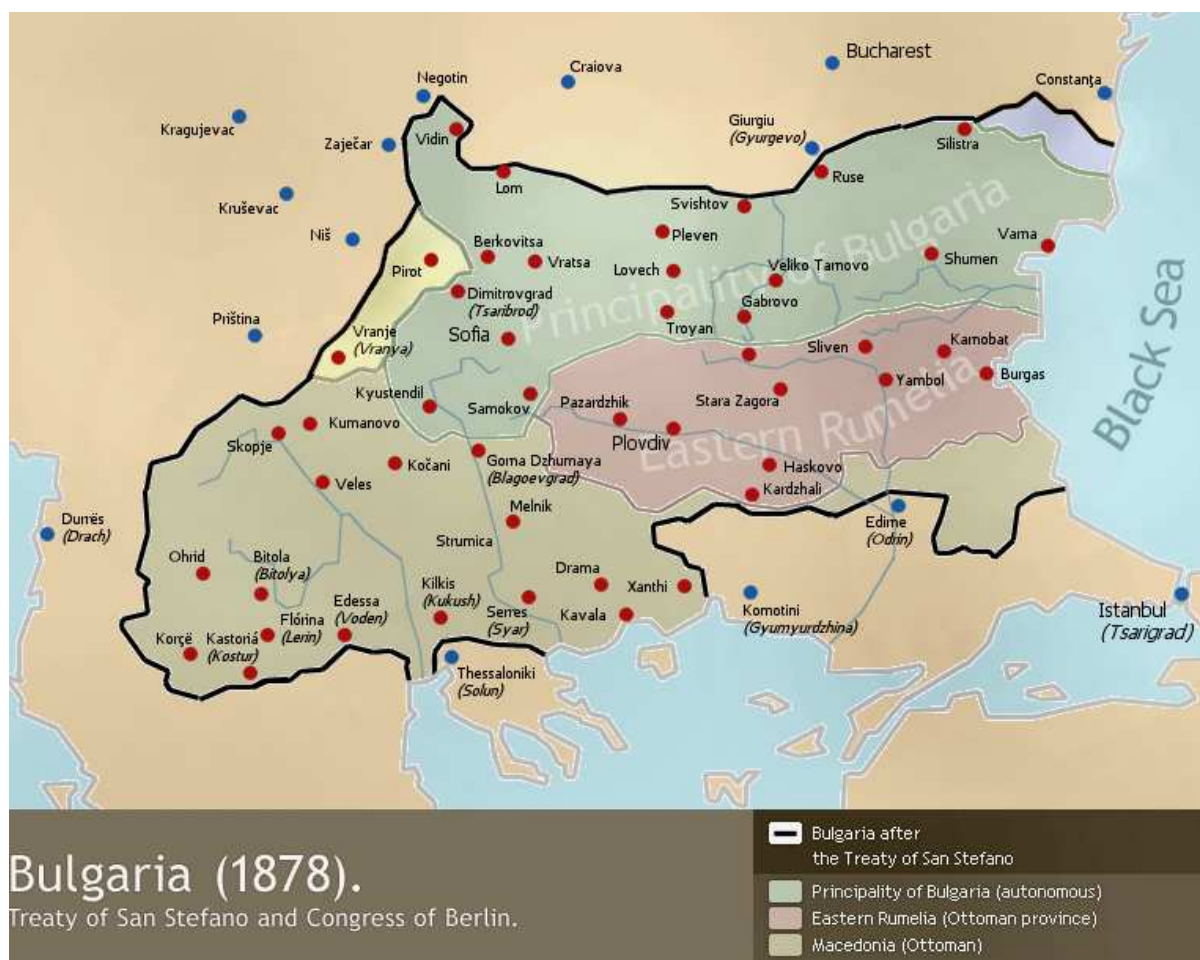 Bucharest
Craiova
Negotin
Constanţa
Kragujevac
Giurgiu
(Gyurgevo)
Zaječar
Vidin
Silistra
Lom
Ruse
Kruševac
Svishtov
Niš
Pleven
Varna
Berkovitsa
Vratsa
Pirot
Lovech
Veliko Tarnovo
Shumen
Principality of Bulgaria
Dimitrovgrad
(Tsaribrod)
Gabrovo
Priština
Vranje
(Vranya)
Sofia
Troyan
Sliven
Karnobat
Black Sea
Kyustendil
Samokov
Pazardzhik
Stara Zagora
Yambol
Burgas
Kumanovo
Skopje
Plovdiv
Eastern Rumelia
Kočani
Gorna Dzhumaya
(Blagoevgrad)
Haskovo
Veles
Kardzhali
Melnik
Durrës
(Drach)
Strumica
Edirne
(Odrin)
Ohrid
Bitola
(Bitolya)
Drama
Xanthi
Kilkis
(Kukush)
Edessa
(Voden)
Serres
(Syar)
Kavala
Komotini
(Gyumyurdzhina)
Istanbul
(Tsarigrad)
Flórina
(Lerin)
Korçë
Kastoriá
(Kostur)
Thessaloniki
(Solun)
Bulgaria (1878).
Treaty of San Stefano and Congress of Berlin.
Bulgaria after
the Treaty of San Stefano
Principality of Bulgaria (autonomous)
Eastern Rumelia (Ottoman province)
Macedonia (Ottoman)